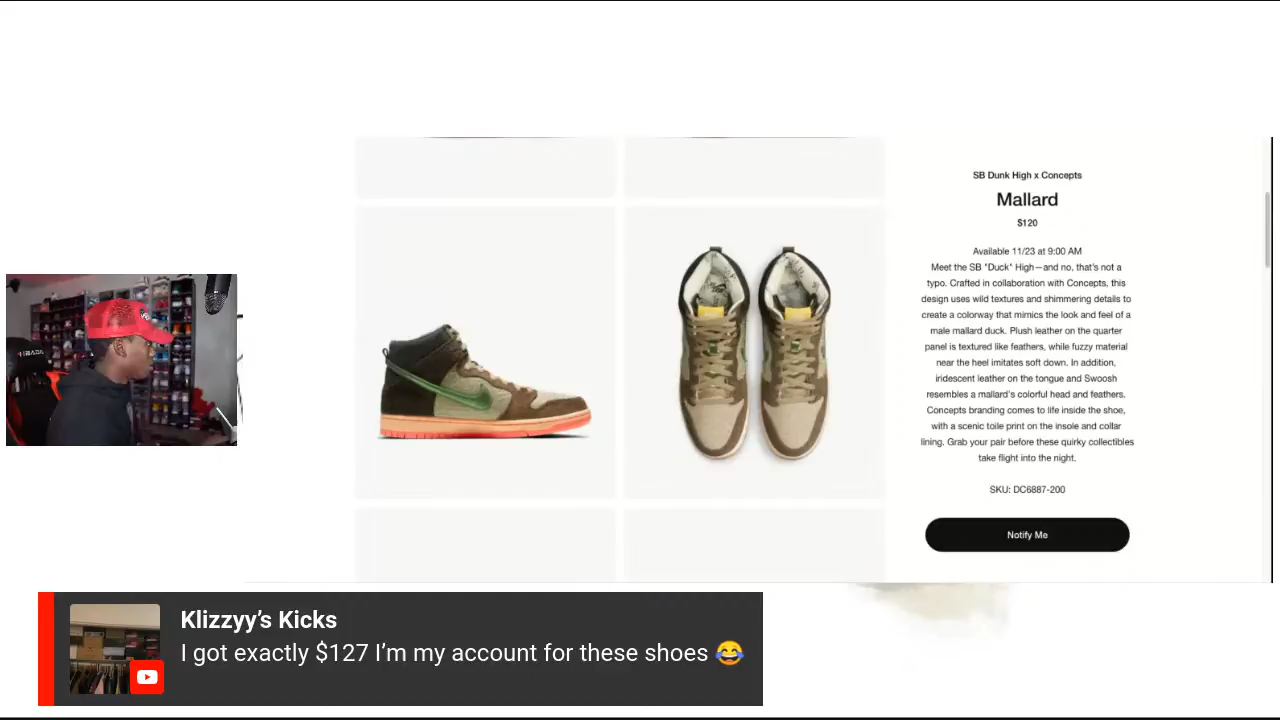 SB Dunk High x Concepts
Mallard
$120
Available 11/23 at 9:00 AM
Meet the SB "Duck" High—and no, that's not a
typo. Crafted in collaboration with Concepts, this
design uses wild textures and shimmering details to
create a colorway that mimics the look and feel of a
male mallard duck. Plush leather on the quarter
panel is textured like feathers, while fuzzy material
near the heel imitates soft down. In addition,
iridescent leather on the tongue and Swoosh
resembles a mallard's colorful head and feathers.
Concepts branding comes to life inside the shoe,
with a scenic toile print on the insole and collar
lining. Grab your pair before these quirky collectibles
take flight into the night.
SKU: DC6887-200
Notify Me
Klizzyy’s Kicks
I got exactly $127 I’m my account for these shoes 😂